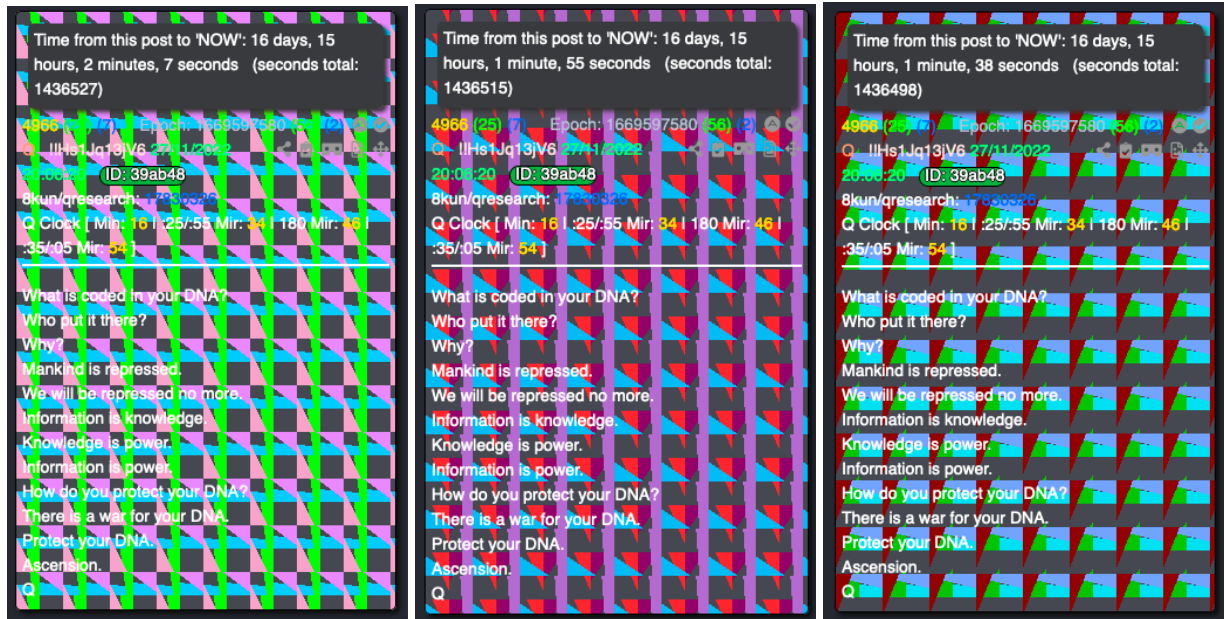 Time from this post to 'NOW': 16 days, 15
hours, 2 minutes, 7 seconds (seconds total:
1436527)
4966 (7) Epoch: 1669597580 (2)
Q !!Hs1Jq13jV6 27/11/2022
20:06:20 ID: 39ab48
8kun/qresearch: 17830326
Q Clock [ Min: 16 | :25/:55 Mir: 34 | 180 Mir: 46 |
:35/:05 Mir: 54 ]
What is coded in your DNA?
Who put it there?
Why?
Mankind is repressed.
We will be repressed no more.
Information is knowledge.
Knowledge is power.
Information is power.
How do you protect your DNA?
There is a war for your DNA.
Protect your DNA.
Ascension.
Q
Time from this post to 'NOW': 16 days, 15
hours, 1 minute, 55 seconds (seconds total:
1436515)
4966 (25) (7) Epoch: 1669597580 (56) (2)
Q !!Hs1Jq13jV6 27/11/2022
20:06:20 ID: 39ab48
8kun/qresearch: 17830326
Q Clock [ Min: 16 | :25/:55 Mir: 34 | 180 Mir: 46 |
:35/:05 Mir: 54 ]
What is coded in your DNA?
Who put it there?
Why?
Mankind is repressed.
We will be repressed no more.
Information is knowledge.
Knowledge is power.
Information is power.
How do you protect your DNA?
There is a war for your DNA.
Protect your DNA.
Ascension.
Q
Time from this post to 'NOW': 16 days, 15
hours, 1 minute, 38 seconds (seconds total:
1436498)
4966 (25) (7) Epoch: 1669597580 (56) (2)
Q !!Hs1Jq13jV6 27/11/2022
20:06:20 ID: 39ab48
8kun/qresearch: 17830326
Q Clock [ Min: 16 | :25/:55 Mir: 34 | 180 Mir: 46 |
:35/:05 Mir: 54 ]
What is coded in your DNA?
Who put it there?
Why?
Mankind is repressed.
We will be repressed no more.
Information is knowledge.
Knowledge is power.
Information is power.
How do you protect your DNA?
There is a war for your DNA.
Protect your DNA.
Ascension.
Q